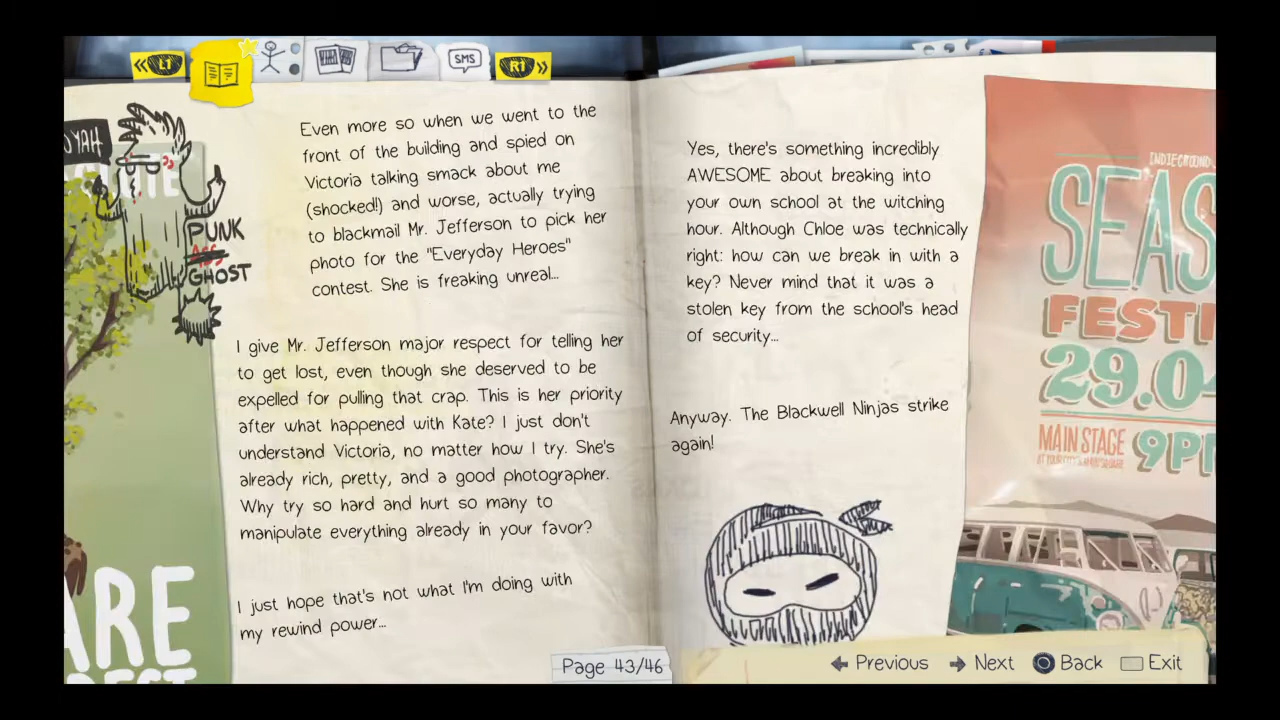 LT
SMS
R1
HAY
PUNK
ASS
GHOST
Even more so when we went to the
front of the building and spied on
Victoria talking smack about me
(shocked!) and worse, actually trying
to blackmail Mr. Jefferson to pick her
photo for the "Everyday Heroes"
contest. She is freaking unreal...
I give Mr. Jefferson major respect for telling her
to get lost, even though she deserved to be
expelled for pulling that crap. This is her priority
after what happened with Kate? I just don't
understand Victoria, no matter how I try. She's
already rich, pretty, and a good photographer.
Why try so hard and hurt so many to
manipulate everything already in your favor?
I just hope that's not what I'm doing with
my rewind power...
ARE
Page 43/46
Yes, there's something incredibly
AWESOME about breaking into
your own school at the witching
hour. Although Chloe was technically
right: how can we break in with a
key? Never mind that it was a
stolen key from the school's head
of security...
Anyway. The Blackwell Ninjas strike
again!
INDIEGROUND
SEAS
FESTI
29.04
MAIN STAGE
9PM
Previous
Next
Back
Exit